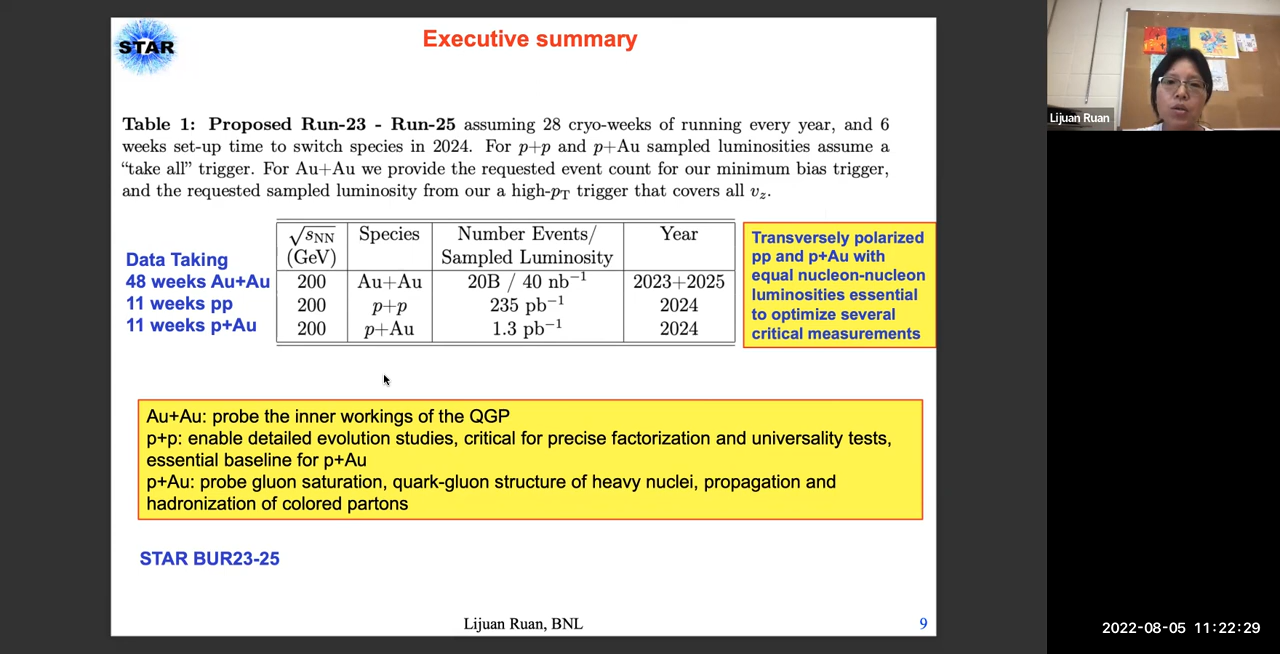 STAR
Executive summary
Table 1: Proposed Run-23 - Run-25 assuming 28 cryo-weeks of running every year, and 6
weeks set-up time to switch species in 2024. For p+p and p+Au sampled luminosities assume a
“take all” trigger. For Au+Au we provide the requested event count for our minimum bias trigger,
and the requested sampled luminosity from our a high-pT trigger that covers all vz.
Data Taking
48 weeks Au+Au
11 weeks pp
11 weeks p+Au
√sNN Species Number Events/ Year
(GeV) Sampled Luminosity
200 Au+Au 20B / 40 nb−1 2023+2025
200 p+p 235 pb−1 2024
200 p+Au 1.3 pb−1 2024
Transversely polarized
pp and p+Au with
equal nucleon-nucleon
luminosities essential
to optimize several
critical measurements
Au+Au: probe the inner workings of the QGP
p+p: enable detailed evolution studies, critical for precise factorization and universality tests,
essential baseline for p+Au
p+Au: probe gluon saturation, quark-gluon structure of heavy nuclei, propagation and
hadronization of colored partons
STAR BUR23-25
Lijuan Ruan, BNL
9
Lijuan Ruan
2022-08-05 11:22:29